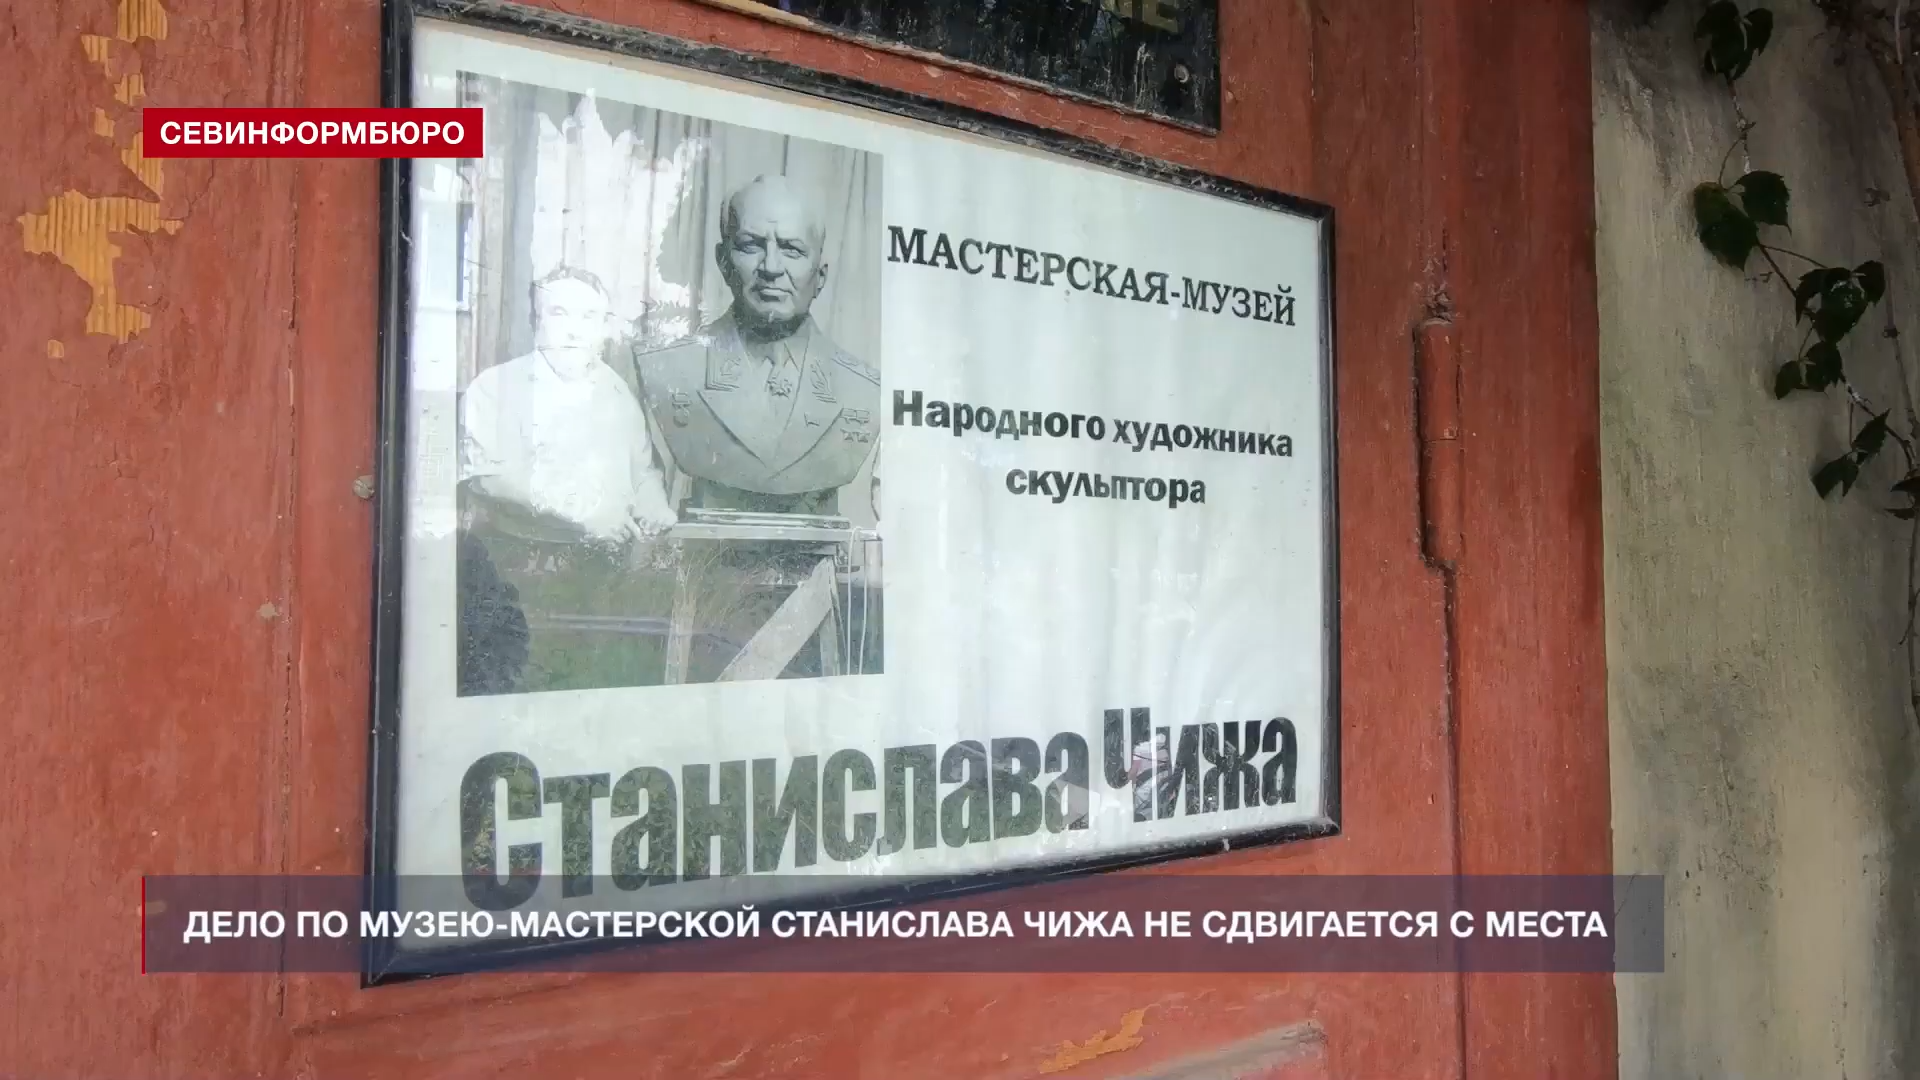 СЕВИНФОРМБЮРО
МАСТЕРСКАЯ-МУЗЕЙ
Народного художника
скульптора
Станислава Чижа
ДЕЛО ПО МУЗЕЮ-МАСТЕРСКОЙ СТАНИСЛАВА ЧИЖА НЕ СДВИГАЕТСЯ С МЕСТА